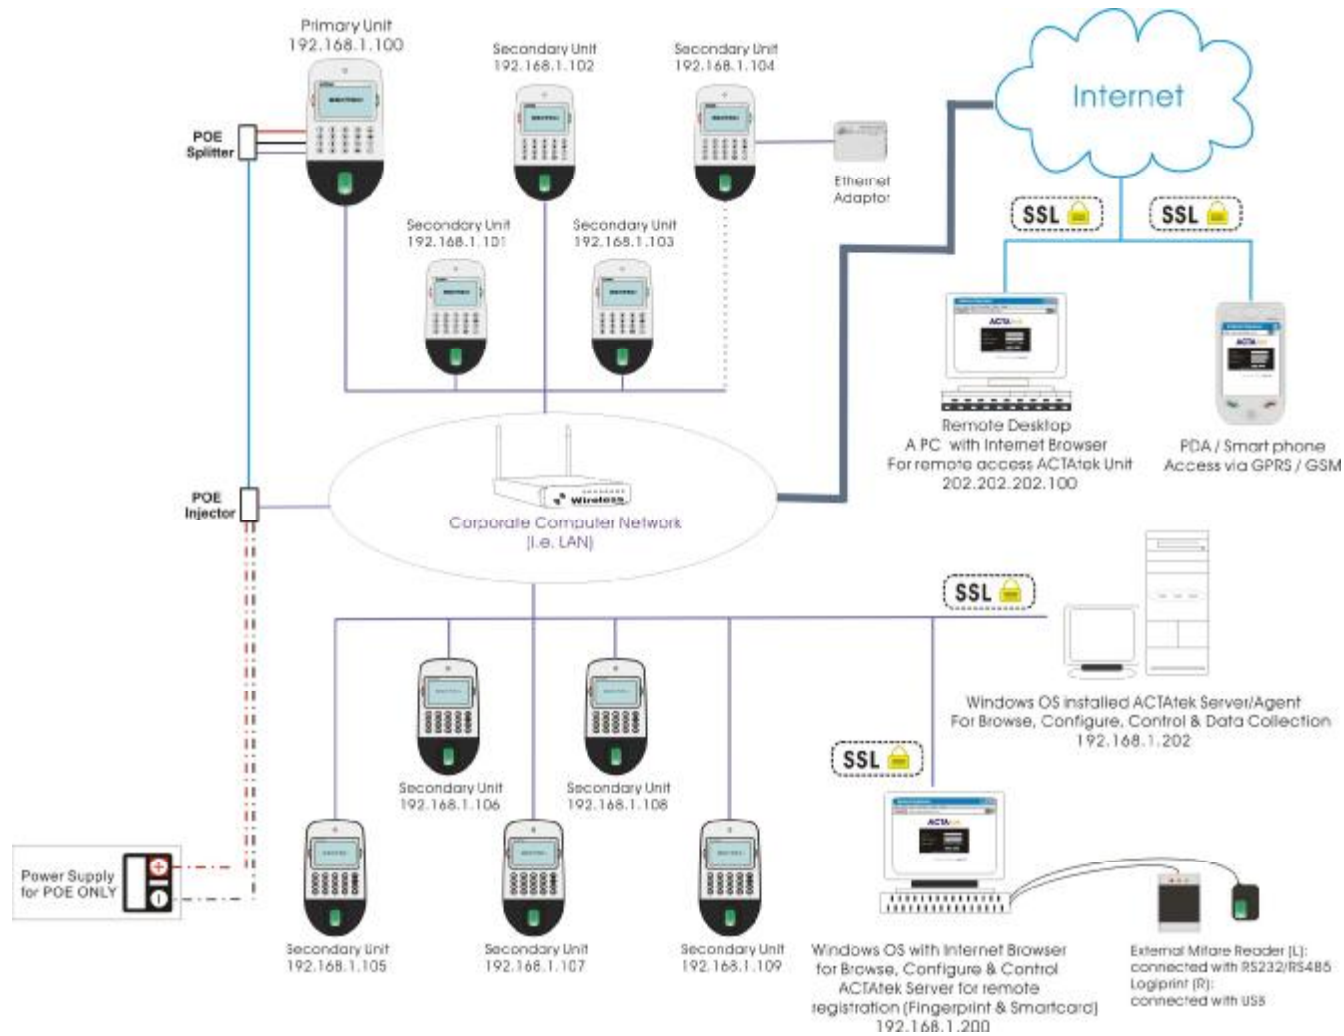 Primary Unit
192.168.1.100
Secondary Unit
192.168.1.102
Secondary Unit
192.168.1.104
Internet
POE
Splitter
Ethernet
Adaptor
SSL
SSL
Secondary Unit
192.168.1.101
Secondary Unit
192.168.1.103
ACTAtek
ACTAtek
Remote Desktop
A PC with Internet Browser
For remote access ACTAtek Unit
202.202.202.100
PDA / Smart phone
Access via GPRS / GSM
POE
Injector
Wireless
Corporate Computer Network
(i.e. LAN)
SSL
Windows OS installed ACTAtek Server/Agent
For Browse, Configure, Control & Data Collection
192.168.1.202
SSL
Secondary Unit
192.168.1.106
Secondary Unit
192.168.1.108
ACTAtek
Power Supply
for POE ONLY
Secondary Unit
192.168.1.105
Secondary Unit
192.168.1.107
Secondary Unit
192.168.1.109
Windows OS with Internet Browser
for Browse, Configure & Control
ACTAtek Server for remote
registration (Fingerprint & Smartcard)
192.168.1.200
External Mifare Reader (L):
connected with RS232/RS485
Logiprint (R):
connected with USB